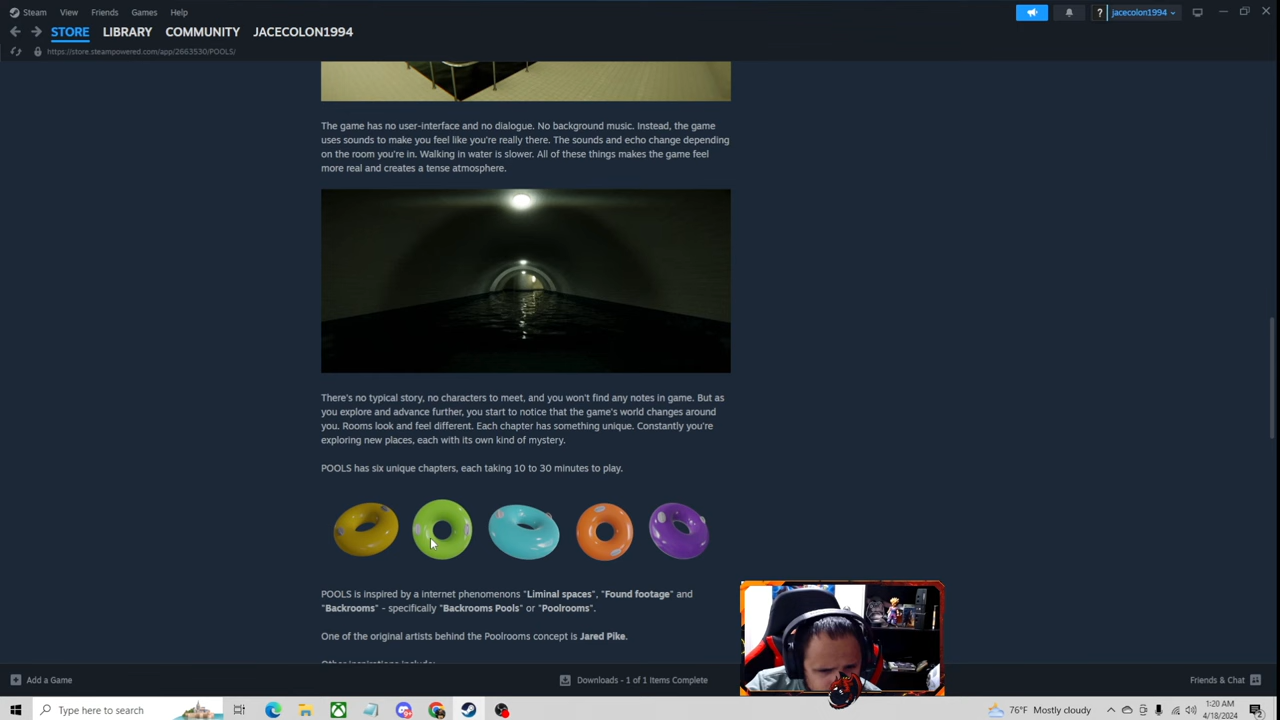 Steam View Friends Games Help
? jacecolon1994
STORE LIBRARY COMMUNITY JACECOLON1994
https://store.steampowered.com/app/2663530/POOLS/
The game has no user-interface and no dialogue. No background music. Instead, the game
uses sounds to make you feel like you're really there. The sounds and echo change depending
on the room you're in. Walking in water is slower. All of these things makes the game feel
more real and creates a tense atmosphere.
There's no typical story, no characters to meet, and you won't find any notes in game. But as
you explore and advance further, you start to notice that the game's world changes around
you. Rooms look and feel different. Each chapter has something unique. Constantly you're
exploring new places, each with its own kind of mystery.
POOLS has six unique chapters, each taking 10 to 30 minutes to play.
POOLS is inspired by a internet phenomenons "Liminal spaces", "Found footage" and
"Backrooms" - specifically "Backrooms Pools" or "Poolrooms".
One of the original artists behind the Poolrooms concept is Jared Pike.
Other inspirations include:
Add a Game
Downloads - 1 of 1 Items Complete
Friends & Chat
Type here to search
76°F Mostly cloudy
1:20 AM
4/18/2024
2